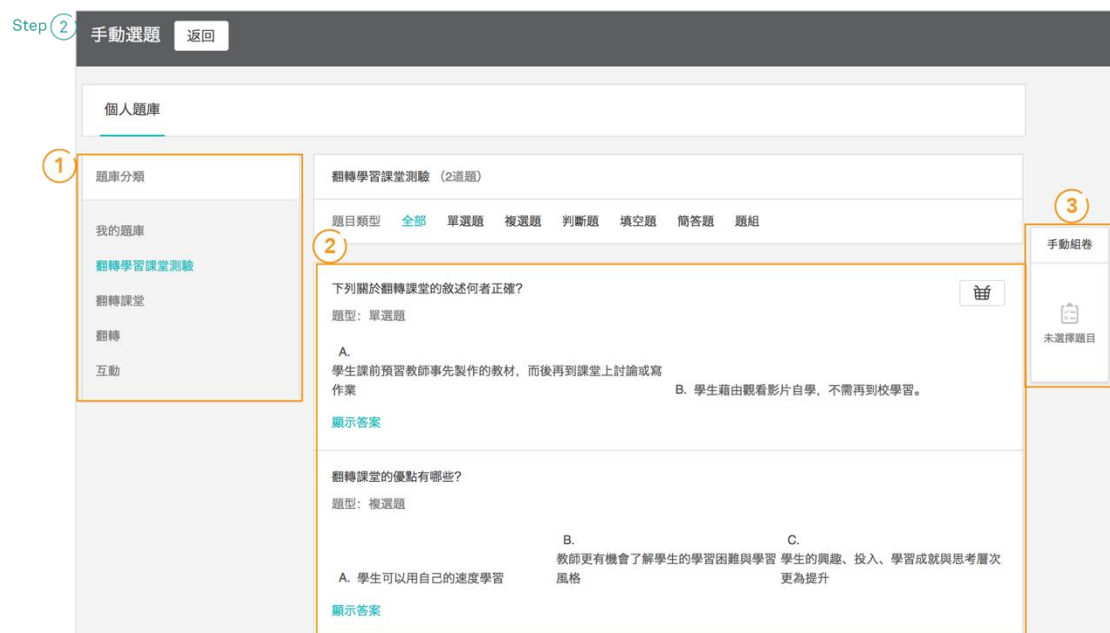 Step 2
手動選題 返回
個人題庫
1
題庫分類
我的題庫
翻轉學習課堂測驗
翻轉課堂
翻轉
互動
翻轉學習課堂測驗 (2道題)
題目類型 全部 單選題 複選題 判斷題 填空題 簡答題 題組
2
下列關於翻轉課堂的敘述何者正確?
題型：單選題
A.
學生課前預習教師事先製作的教材，而後再到課堂上討論或寫
作業
B. 學生藉由觀看影片自學，不需再到校學習。
顯示答案
翻轉課堂的優點有哪些?
題型：複選題
A. 學生可以用自己的速度學習
B.
教師更有機會了解學生的學習困難與學習
風格
C.
學生的興趣、投入、學習成就與思考層次
更為提升
顯示答案
3
手動組卷
未選擇題目